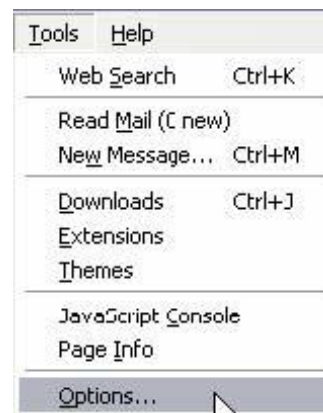 Tools Help
Web Search Ctrl+K
Read Mail (0 new)
New Message... Ctrl+M
Downloads Ctrl+J
Extensions
Themes
JavaScript Console
Page Info
Options...